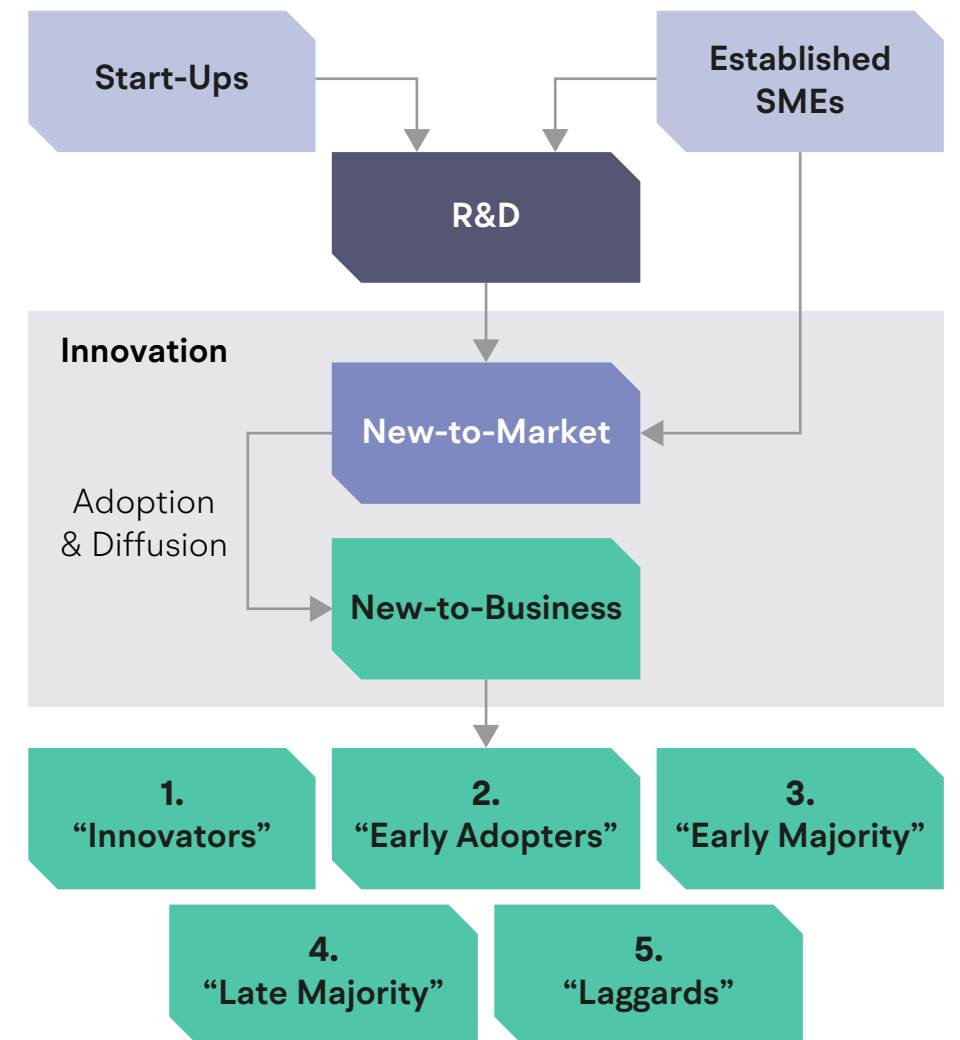 Start-Ups
Established
SMEs
R&D
Innovation
New-to-Market
Adoption
& Diffusion
New-to-Business
1.
“Innovators”
2.
“Early Adopters”
3.
“Early Majority”
4.
“Late Majority”
5.
“Laggards”